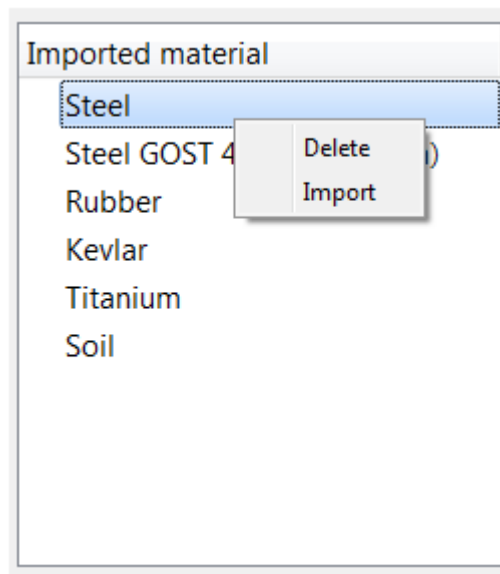 Imported material
Steel
Steel GOST 4
Delete
)
Import
Rubber
Kevlar
Titanium
Soil